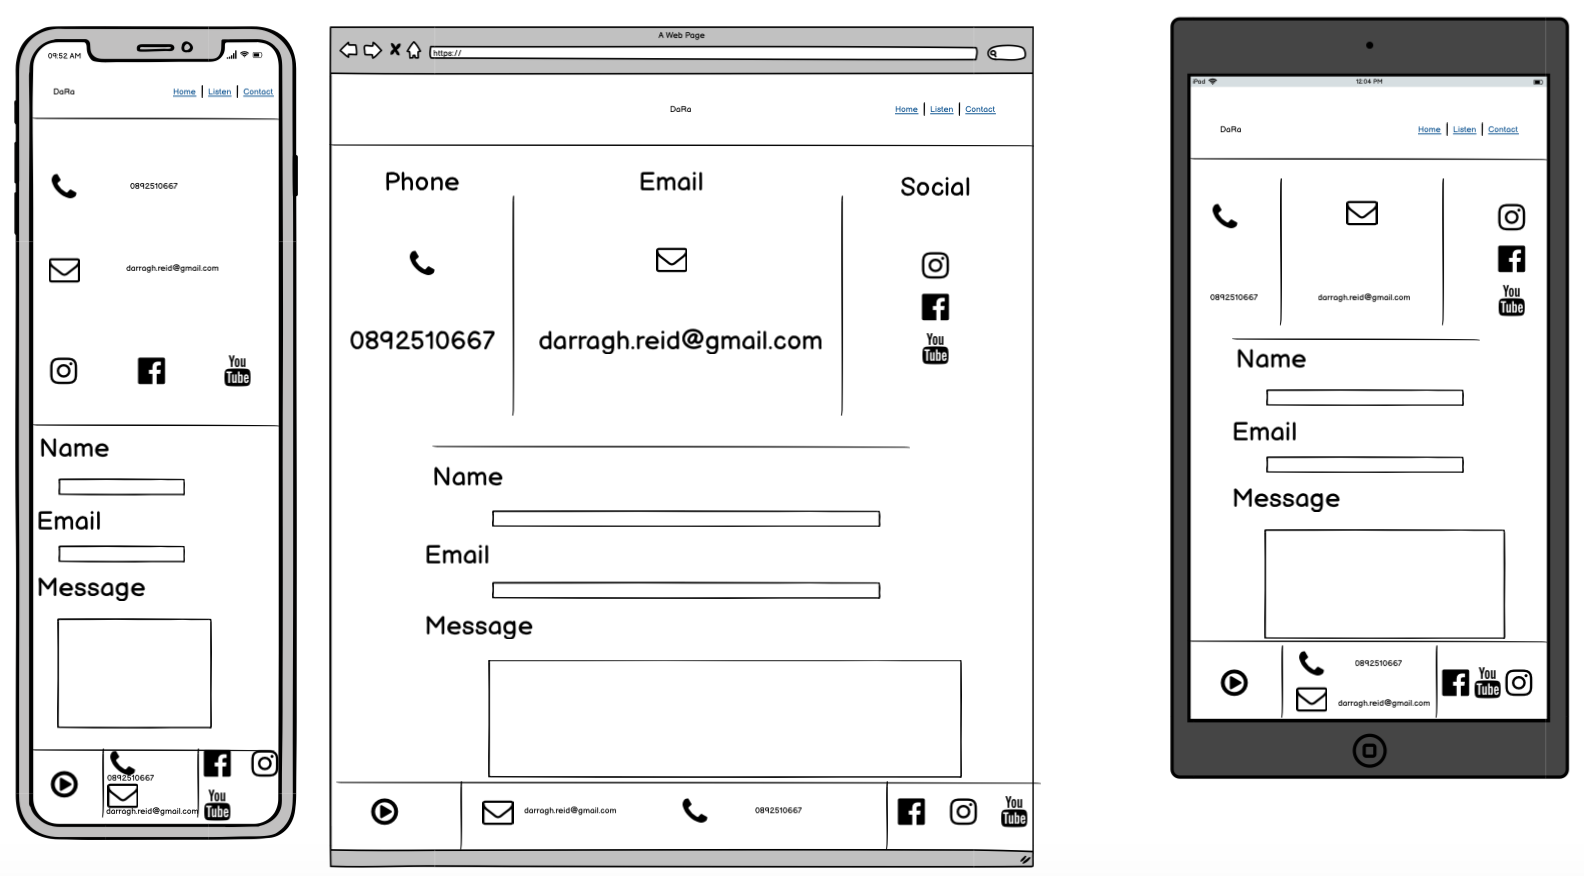 09:52 AM
DaRa
Home | Listen | Contact
0892510667
darragh.reid@gmail.com
You
Tube
Name
Email
Message
0892510667
darragh.reid@gmail.com
You
Tube
A Web Page
https://
DaRa
Home | Listen | Contact
Phone
Email
Social
0892510667
darragh.reid@gmail.com
You
Tube
Name
Email
Message
darragh.reid@gmail.com
0892510667
You
Tube
iPad
12:04 PM
DaRa
Home | Listen | Contact
0892510667
darragh.reid@gmail.com
You
Tube
Name
Email
Message
0892510667
darragh.reid@gmail.com
You
Tube